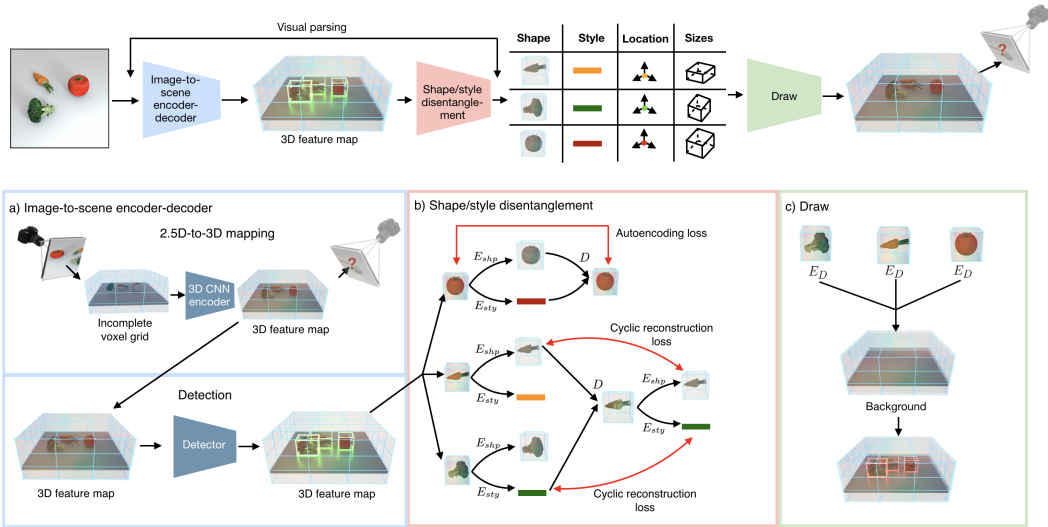 Visual parsing
Image-to-
scene
encoder-
decoder
3D feature map
Shape/style
disentangle-
ment
Shape Style Location Sizes
Draw
?
a) Image-to-scene encoder-decoder
2.5D-to-3D mapping
?
3D CNN
encoder
Incomplete
voxel grid
3D feature map
Detection
Detector
3D feature map
3D feature map
b) Shape/style disentanglement
Autoencoding loss
E_shp
D
E_sty
Cyclic reconstruction
loss
E_shp
E_sty
D
E_shp
E_sty
E_shp
E_sty
Cyclic reconstruction
loss
c) Draw
E_D E_D E_D
Background